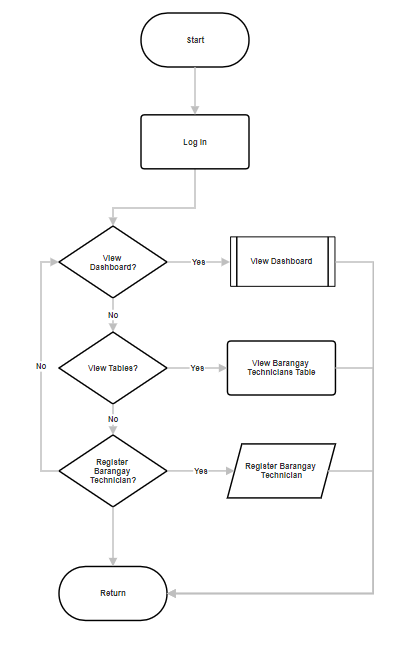 Start
Log In
View
Dashboard?
Yes
View Dashboard
No
View Tables?
Yes
View Barangay
Technicians Table
No
No
Register
Barangay
Technician?
Yes
Register Barangay
Technician
Return